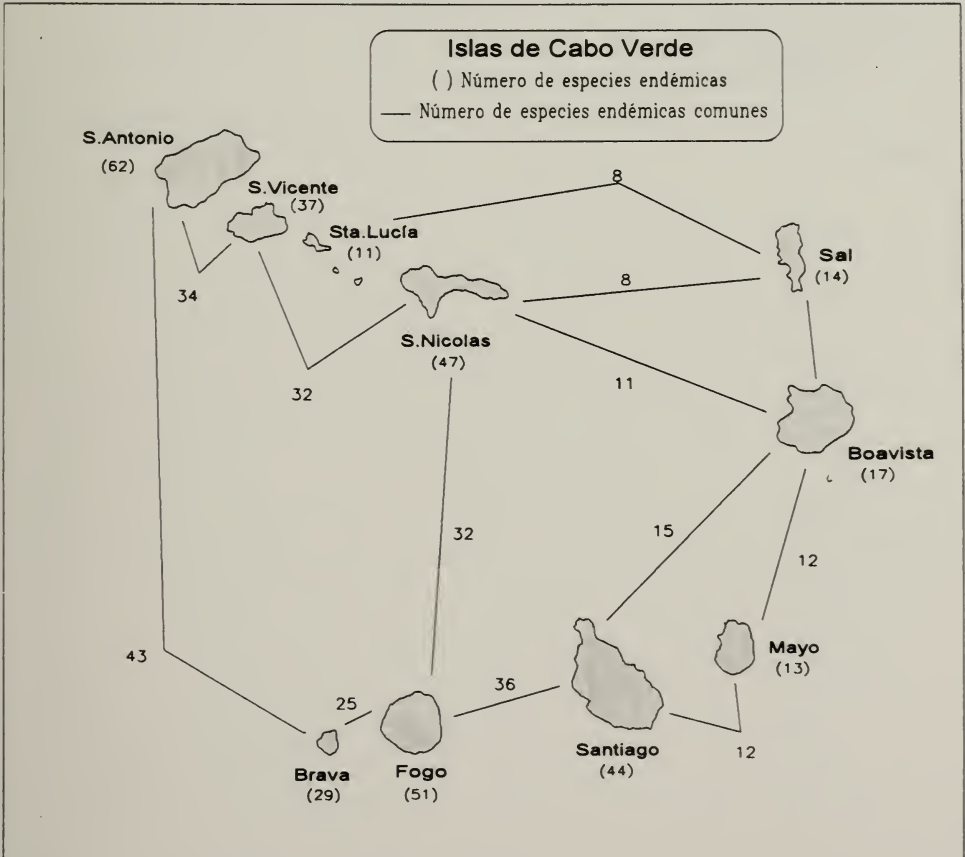 Islas de Cabo Verde
( ) Número de especies endémicas
— Número de especies endémicas comunes
S.Antonio
(62)
S.Vicente
(37)
Sta.Lucía
(11)
8
Sal
(14)
34
8
S.Nicolas
(47)
32
11
Boavista
(17)
32
15
12
43
Mayo
(13)
25
36
Brava
(29)
Fogo
(51)
Santiago
(44)
12